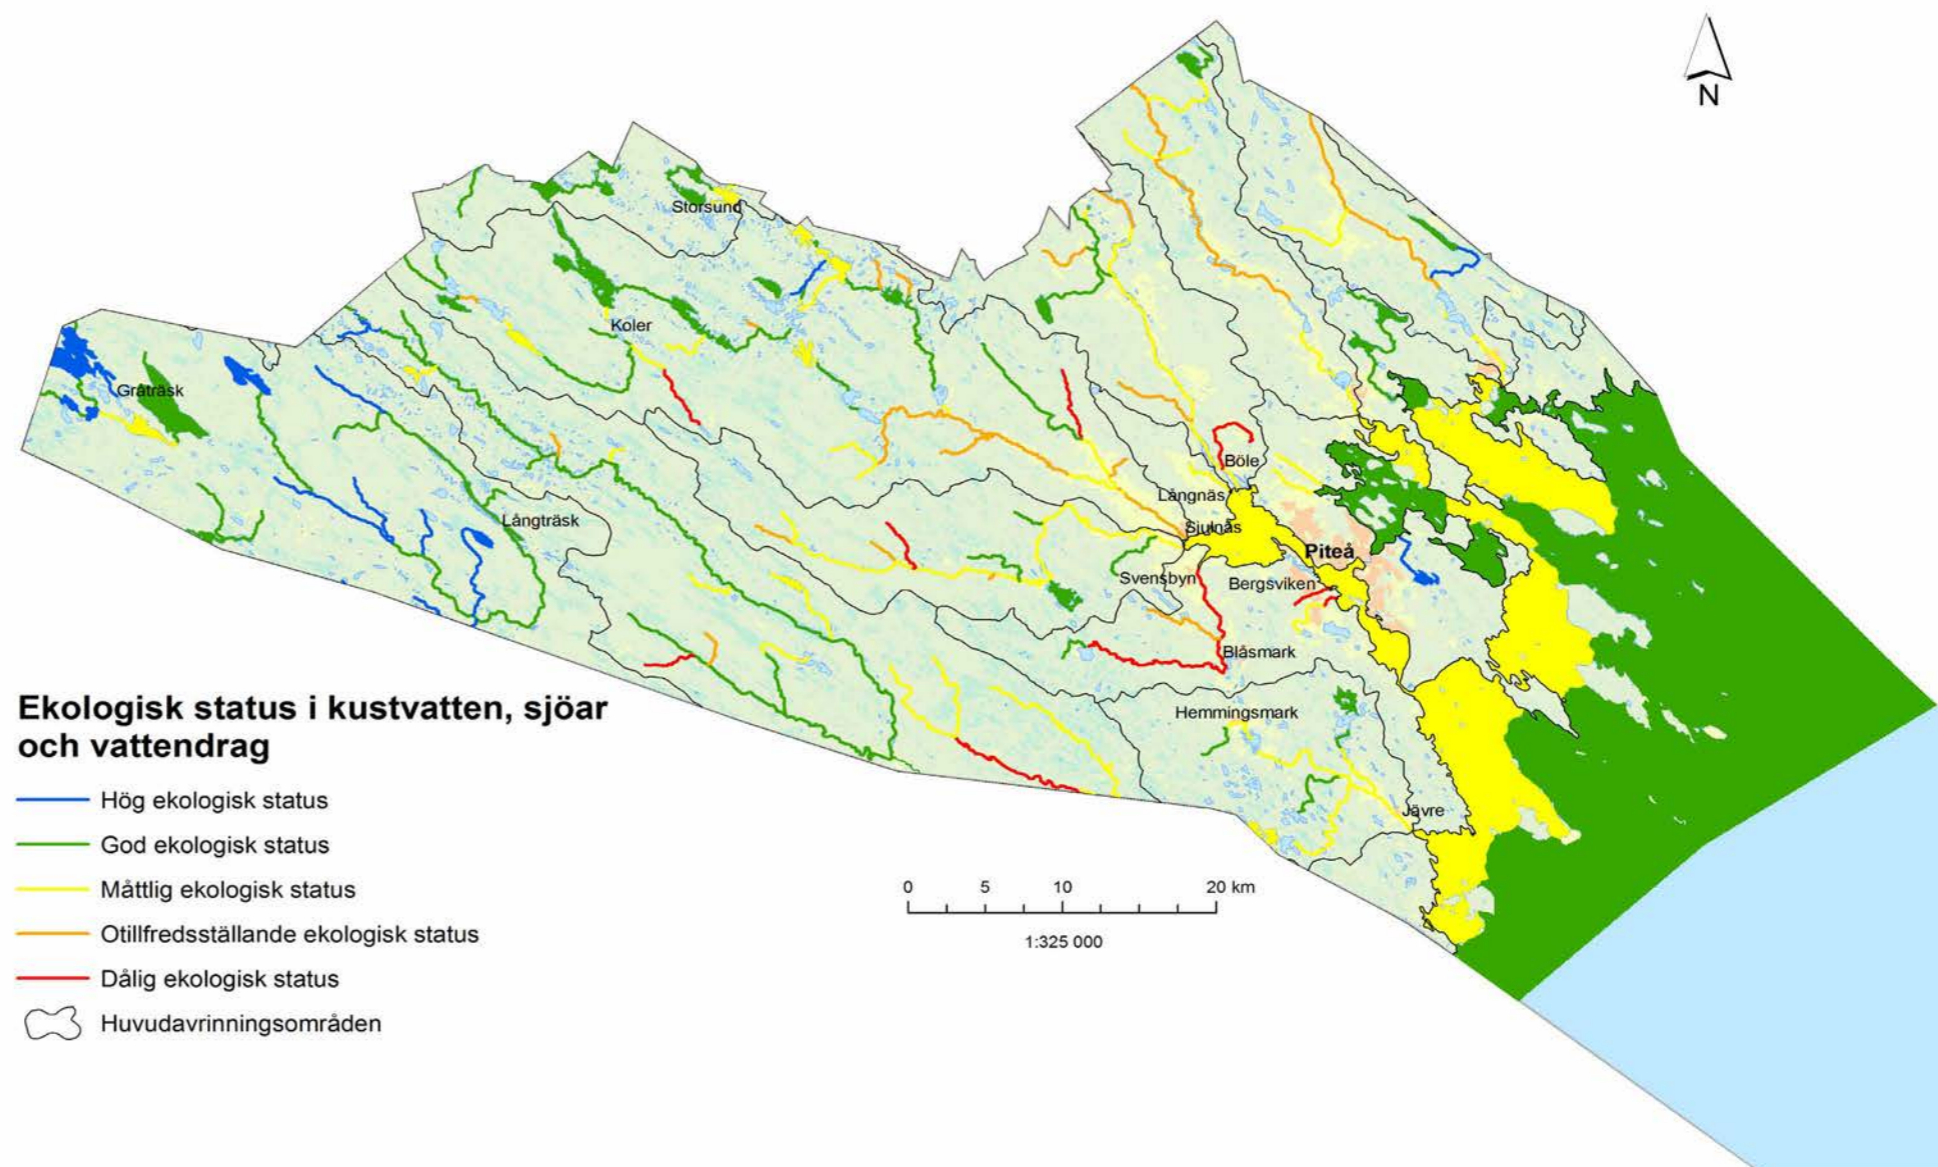 N
Storsund
Koler
Gråträsk
Böle
Långnäs
Långträsk
Sjulnäs
Piteå
Svensbyn
Bergsviken
Blåsmark
Hemmingsmark
Jävre
Ekologisk status i kustvatten, sjöar
och vattendrag
Hög ekologisk status
God ekologisk status
Måttlig ekologisk status
Otillfredsställande ekologisk status
Dålig ekologisk status
Huvudavrinningsområden
0 5 10 20 km
1:325 000